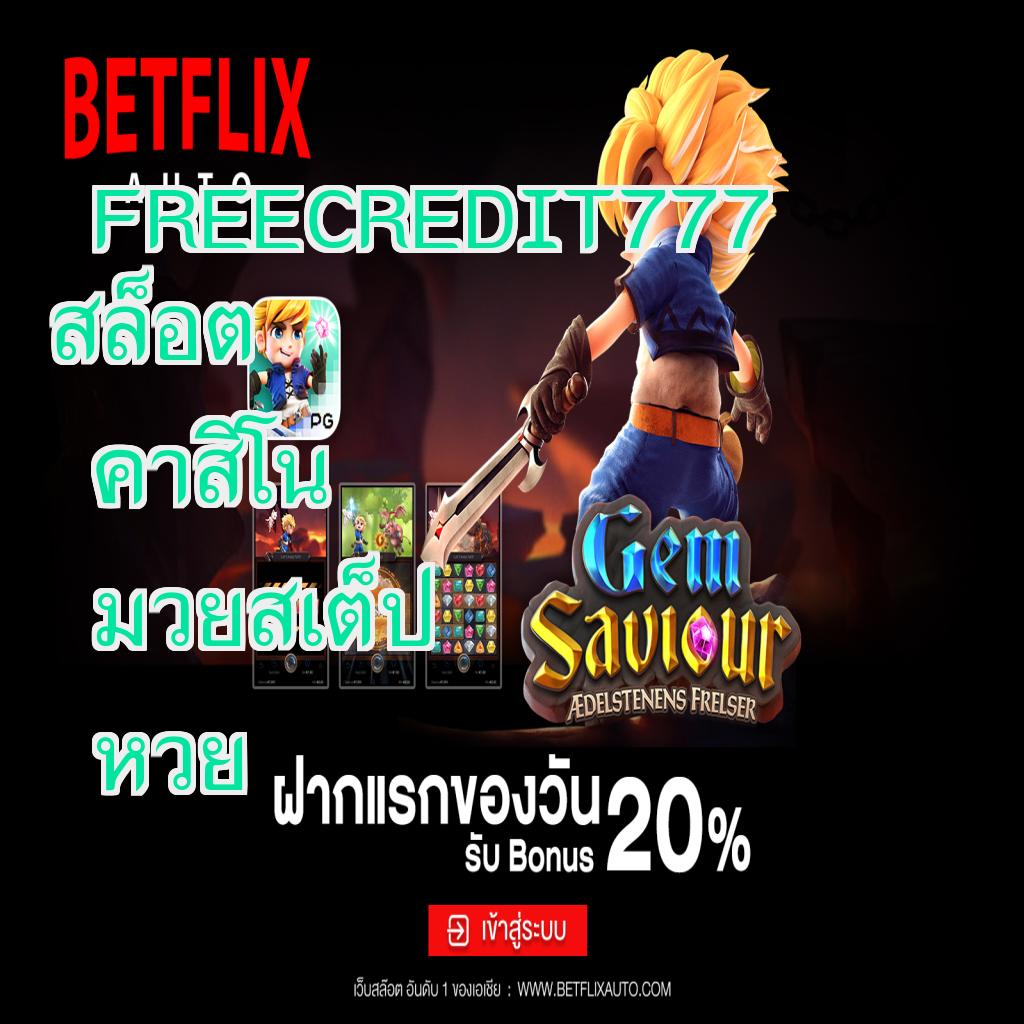 BETFLIX
AUTO
FREECREDIT777
สล็อต
PG
คาสิโน
มวยสเต็ป
หวย
Gem
Saviour
ÆDELSTENENS FRELSER
ฝากแรกของวัน 20%
รับ Bonus
เข้าสู่ระบบ
เว็บสล๊อต อันดับ 1 ของเอเชีย : WWW.BETFLIXAUTO.COM